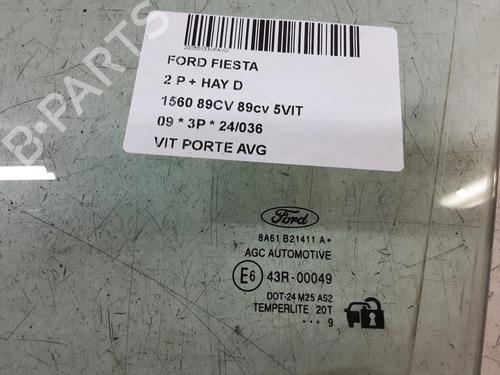 B-PARTS
FORD FIESTA
2 P + HAY D
1560 89CV 89cv 5VIT
09 * 3P * 24/036
VIT PORTE AVG
Ford
8A61 B21411 A•
AGC AUTOMOTIVE
E6 43R-00049
DOT-24 M25 AS2
TEMPERLITE 20T
••• 9